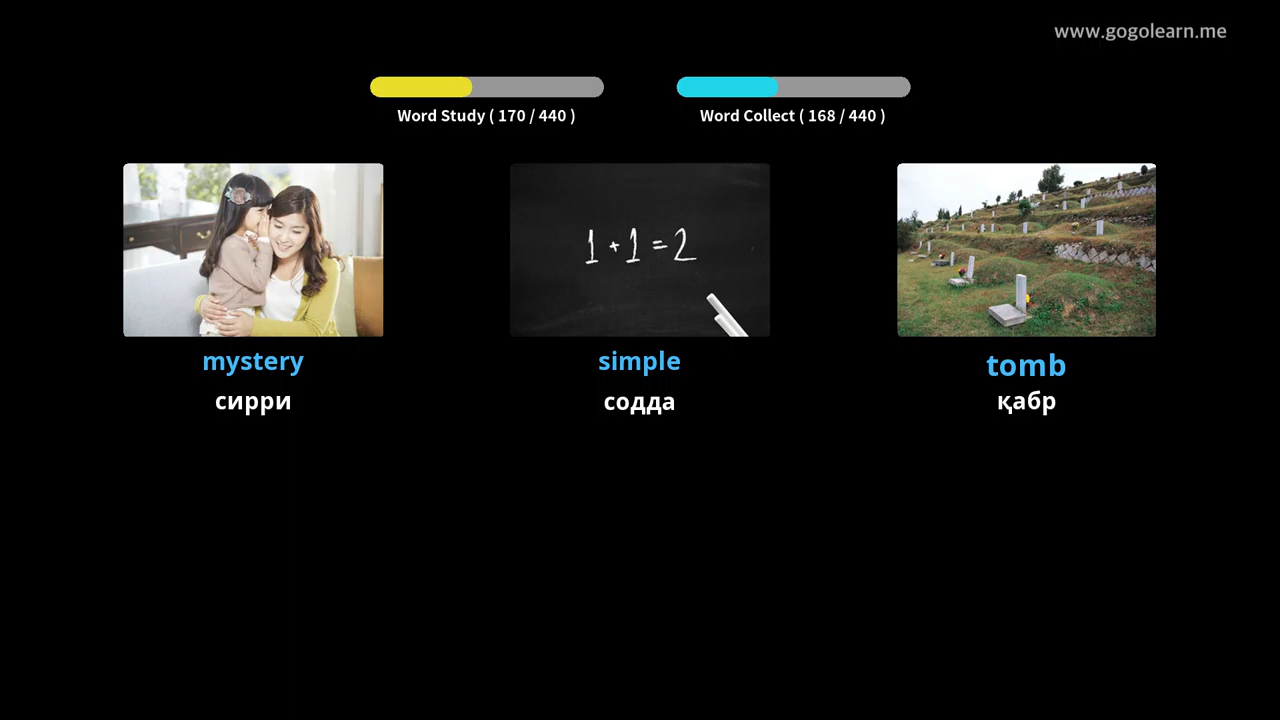 www.gogolearn.me
Word Study ( 170 / 440 )
Word Collect ( 168 / 440 )
1+1=2
mystery
simple
tomb
сирри
содда
қабр